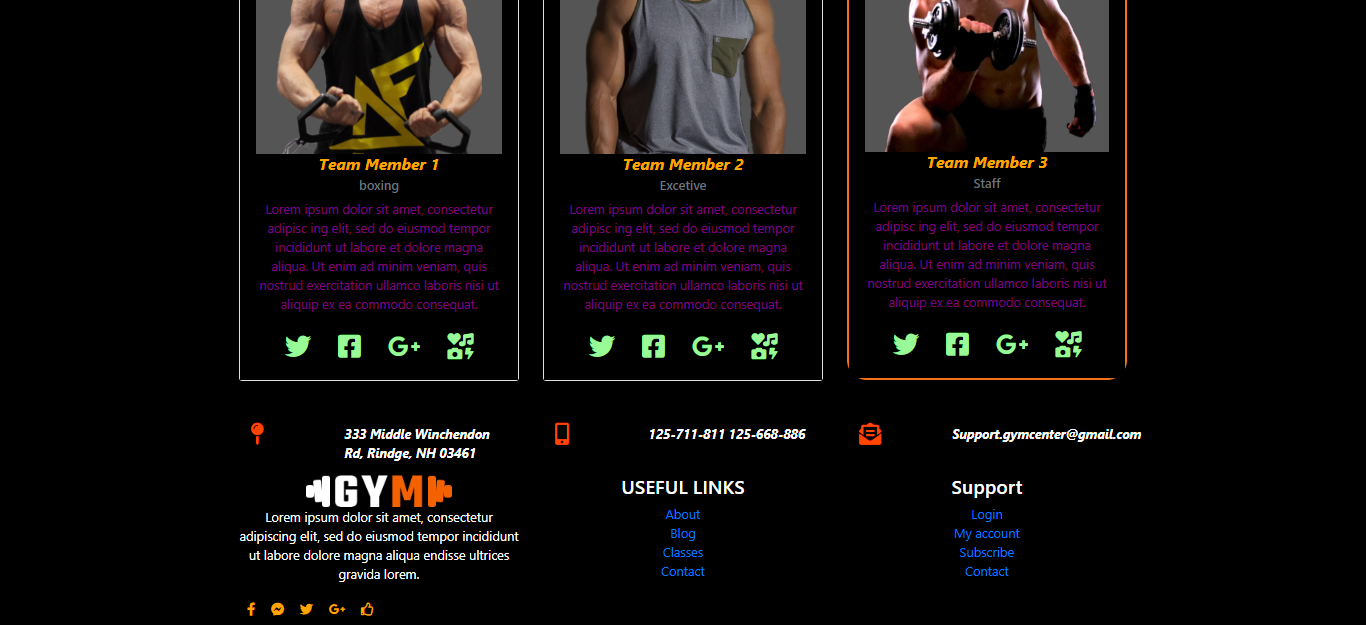 Team Member 1
boxing
Lorem ipsum dolor sit amet, consectetur
adipisc ing elit, sed do eiusmod tempor
incididunt ut labore et dolore magna
aliqua. Ut enim ad minim veniam, quis
nostrud exercitation ullamco laboris nisi ut
aliquip ex ea commodo consequat.
Team Member 2
Excetive
Lorem ipsum dolor sit amet, consectetur
adipisc ing elit, sed do eiusmod tempor
incididunt ut labore et dolore magna
aliqua. Ut enim ad minim veniam, quis
nostrud exercitation ullamco laboris nisi ut
aliquip ex ea commodo consequat.
Team Member 3
Staff
Lorem ipsum dolor sit amet, consectetur
adipisc ing elit, sed do eiusmod tempor
incididunt ut labore et dolore magna
aliqua. Ut enim ad minim veniam, quis
nostrud exercitation ullamco laboris nisi ut
aliquip ex ea commodo consequat.
333 Middle Winchendon
Rd, Rindge, NH 03461
125-711-811 125-668-886
Support.gymcenter@gmail.com
GYM
Lorem ipsum dolor sit amet, consectetur
adipiscing elit, sed do eiusmod tempor incididunt
ut labore dolore magna aliqua endisse ultrices
gravida lorem.
USEFUL LINKS
About
Blog
Classes
Contact
Support
Login
My account
Subscribe
Contact